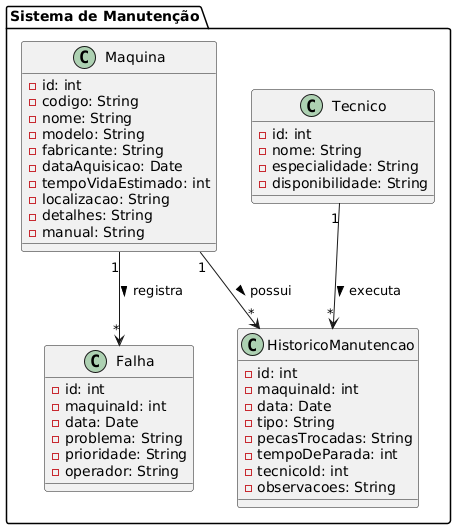 Sistema de Manutenção
C Maquina
id: int
codigo: String
nome: String
modelo: String
fabricante: String
dataAquisicao: Date
tempoVidaEstimado: int
localizacao: String
detalhes: String
manual: String
C Tecnico
id: int
nome: String
especialidade: String
disponibilidade: String
1
registra
*
1
possui
*
1
executa
*
C Falha
id: int
maquinaId: int
data: Date
problema: String
prioridade: String
operador: String
C HistoricoManutencao
id: int
maquinaId: int
data: Date
tipo: String
pecasTrocadas: String
tempoDeParada: int
tecnicoId: int
observacoes: String